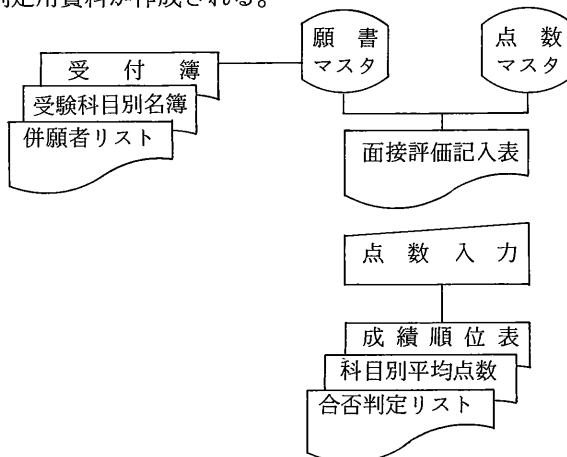 判定用資料が作成される。
願書
マスタ
点数
マスタ
受付簿
受験科目別名簿
併願者リスト
面接評価記入表
点数入力
成績順位表
科目別平均点数
合否判定リスト